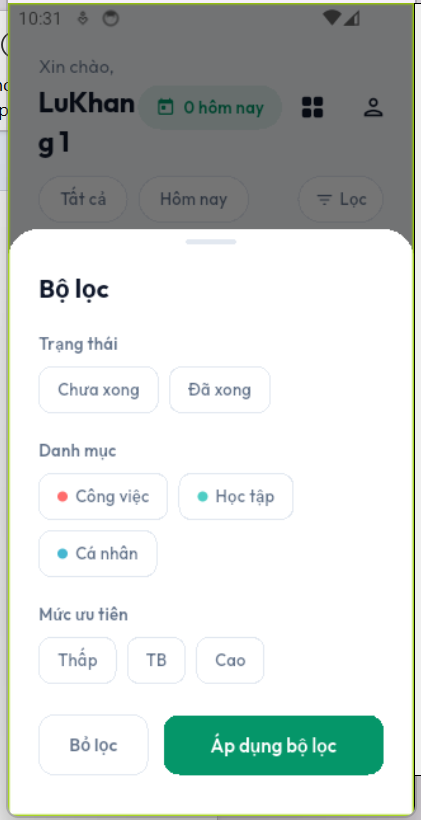 10:31
Xin chào,
LuKhan
g 1
0 hôm nay
Tất cả
Hôm nay
Lọc
Bộ lọc
Trạng thái
Chưa xong
Đã xong
Danh mục
Công việc
Học tập
Cá nhân
Mức ưu tiên
Thấp
TB
Cao
Bỏ lọc
Áp dụng bộ lọc